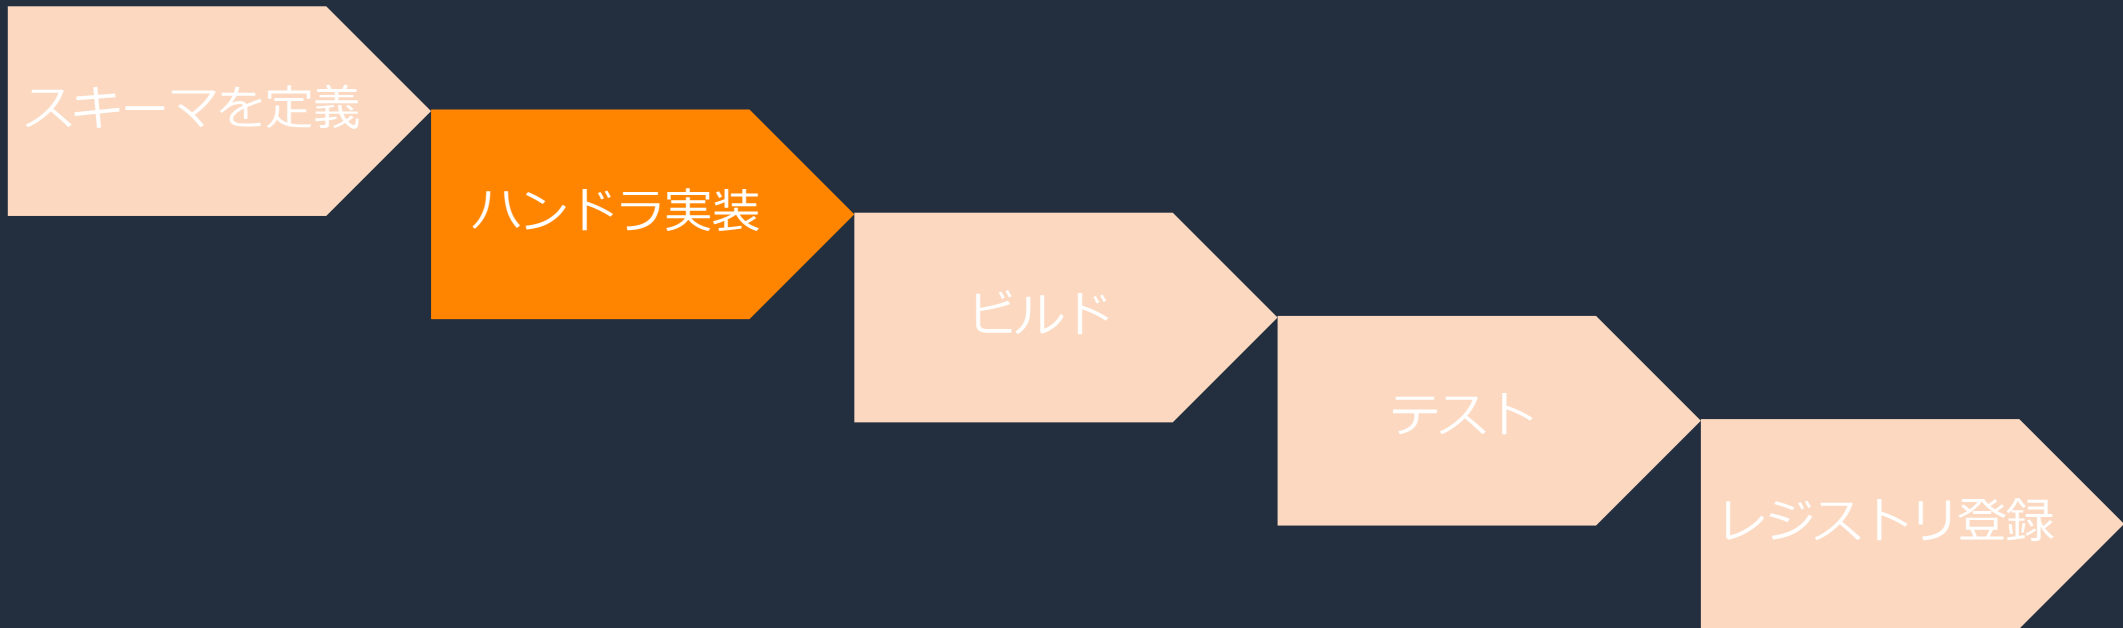 スキーマを定義
ハンドラ実装
ビルド
テスト
レジストリ登録